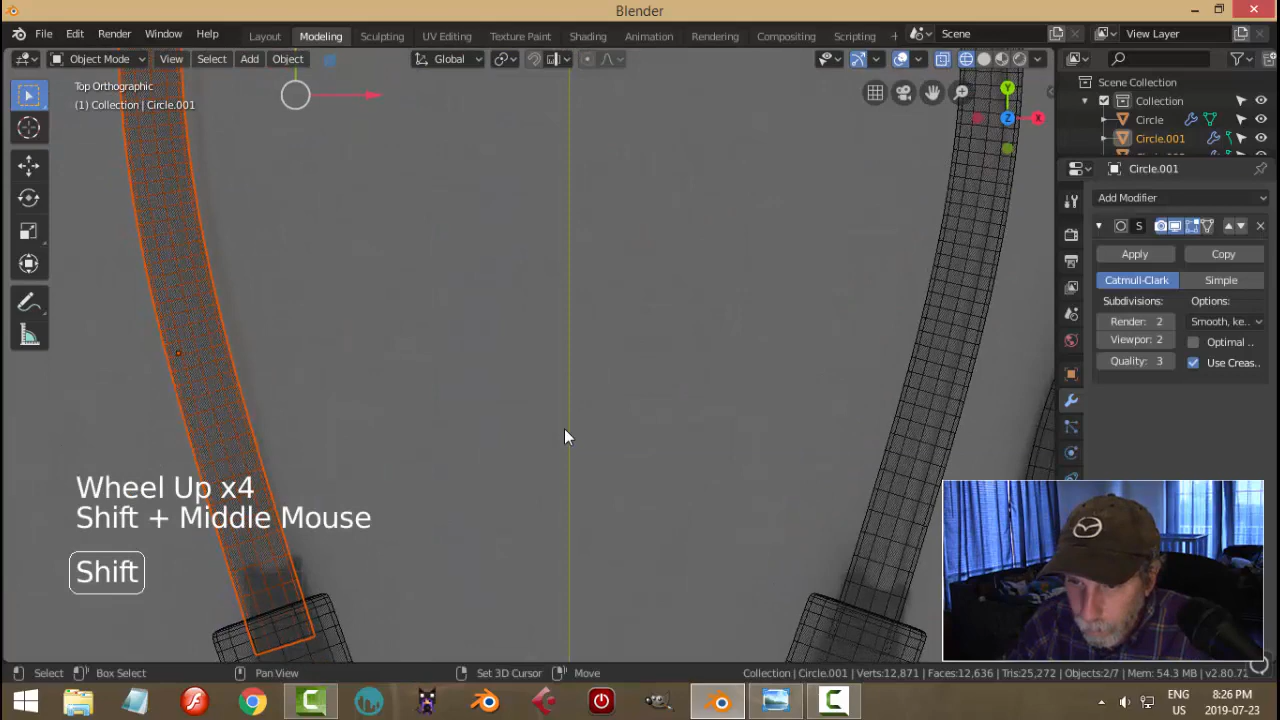 Blender
File Edit Render Window Help Layout Modeling Sculpting UV Editing Texture Paint Shading Animation Rendering Compositing Scripting + Scene View Layer
Object Mode View Select Add Object Global
Top Orthographic
(1) Collection | Circle.001
Y
Z
X
Scene Collection
Collection
Circle
Circle.001
Circle.001
Add Modifier
S
Apply Copy
Catmull-Clark Simple
Subdivisions: Options:
Render: 2 Smooth, ke..
Viewpor: 2 Optimal ..
Quality: 3 Use Creas..
Wheel Up x4
Shift + Middle Mouse
Shift
Select Box Select Pan View Set 3D Cursor Move Collection | Circle.001 | Verts:12,871 | Faces:12,636 | Tris:25,272 | Objects:2/7 | Mem: 54.3 MB | v2.80.71
ENG
US
8:26 PM
2019-07-23